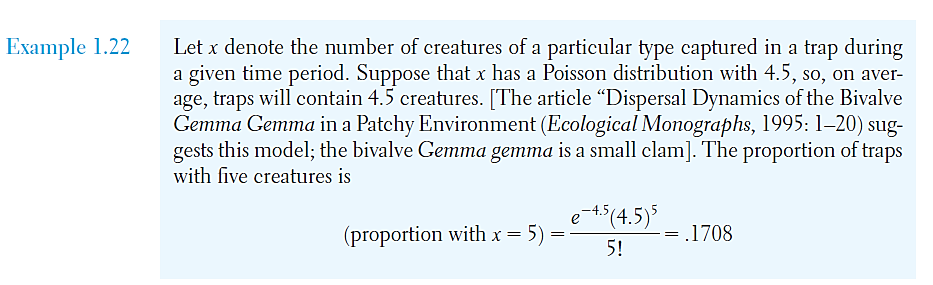 Example 1.22
Let x denote the number of creatures of a particular type captured in a trap during
a given time period. Suppose that x has a Poisson distribution with 4.5, so, on aver-
age, traps will contain 4.5 creatures. [The article “Dispersal Dynamics of the Bivalve
Gemma Gemma in a Patchy Environment (Ecological Monographs, 1995: 1–20) sug-
gests this model; the bivalve Gemma gemma is a small clam]. The proportion of traps
with five creatures is
(proportion with x = 5) = e^−4.5(4.5)^5 / 5! = .1708